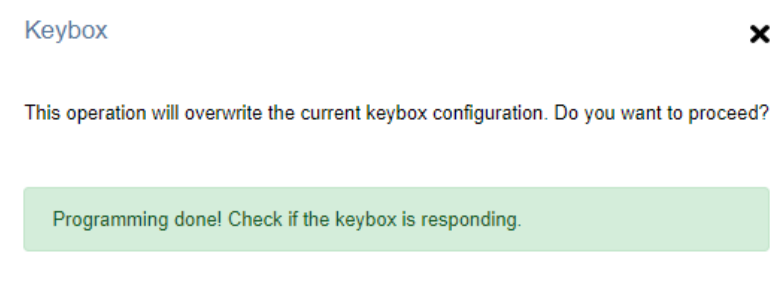 Keybox
This operation will overwrite the current keybox configuration. Do you want to proceed?
Programming done! Check if the keybox is responding.